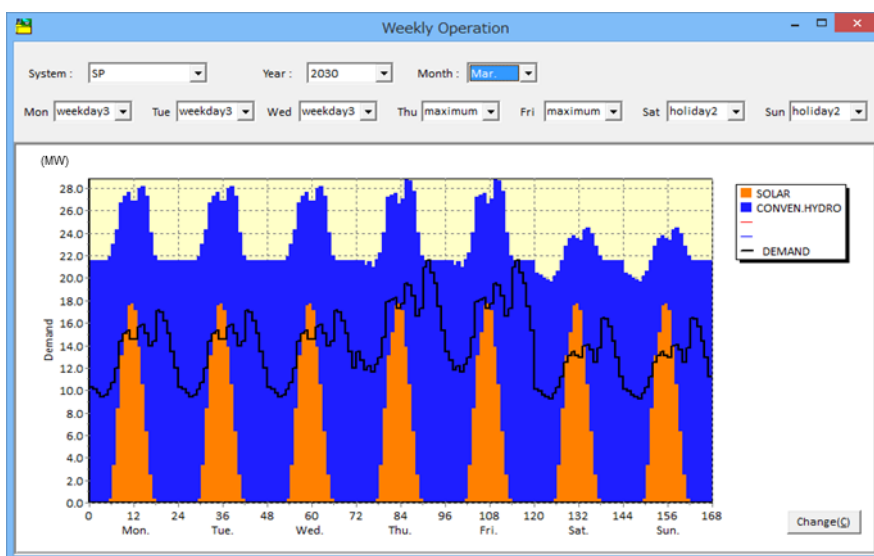 Weekly Operation
System : SP Year : 2030 Month : Mar.
Mon weekday3 Tue weekday3 Wed weekday3 Thu maximum Fri maximum Sat holiday2 Sun holiday2
(MW)
28.0
26.0
24.0
22.0
20.0
18.0
16.0
14.0
12.0
10.0
8.0
6.0
4.0
2.0
0.0
Demand
0 12 24 36 48 60 72 84 96 108 120 132 144 156 168
Mon. Tue. Wed. Thu. Fri. Sat. Sun.
SOLAR
CONVEN.HYDRO
DEMAND
Change(C)